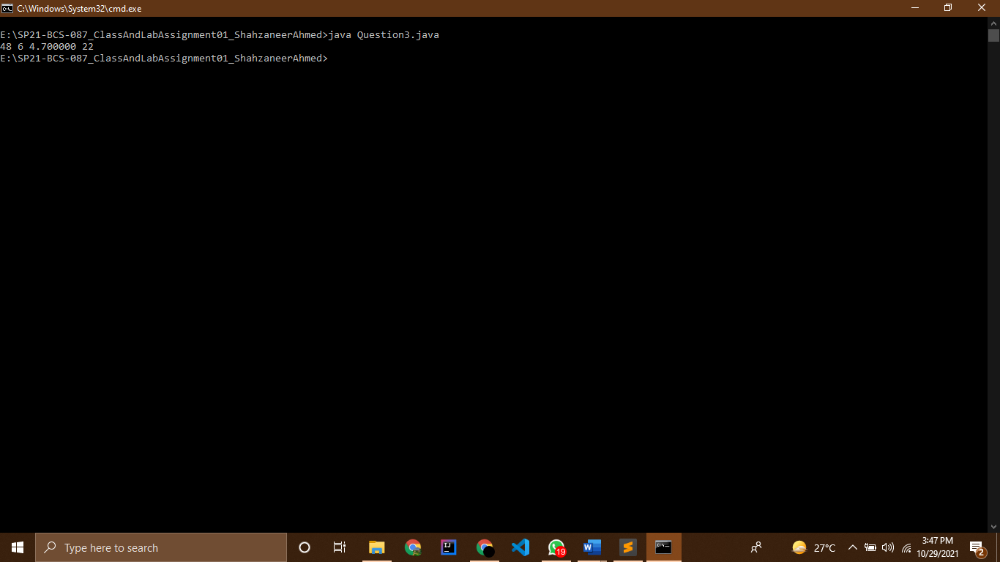 C:\Windows\System32\cmd.exe
E:\SP21-BCS-087_ClassAndLabAssignment01_ShahzaneerAhmed>java Question3.java
48 6 4.700000 22
E:\SP21-BCS-087_ClassAndLabAssignment01_ShahzaneerAhmed>
Type here to search
19
27°C
3:47 PM
10/29/2021
2